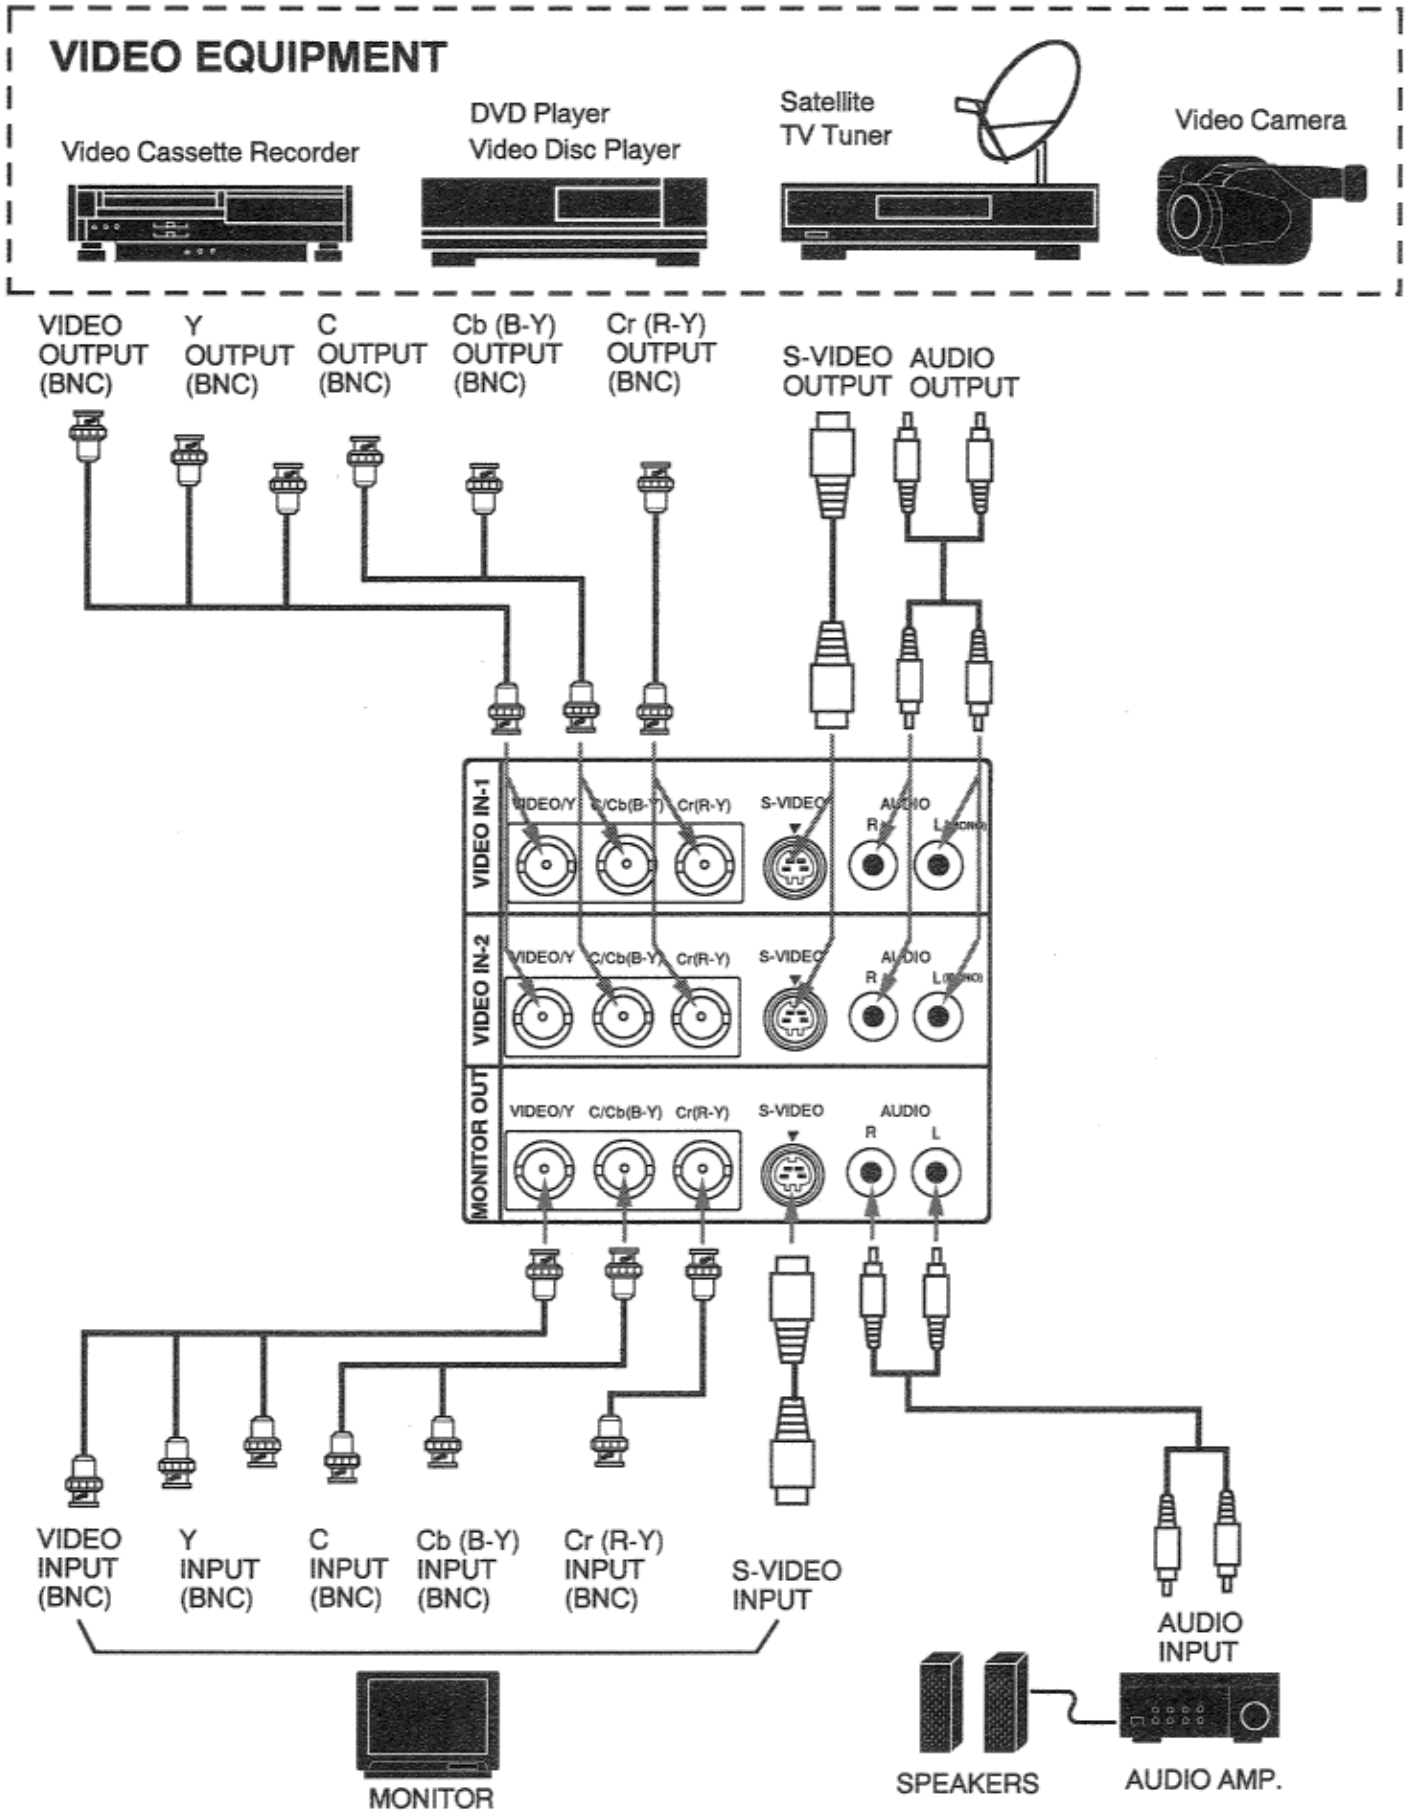 VIDEO EQUIPMENT
Video Cassette Recorder
DVD Player
Video Disc Player
Satellite
TV Tuner
Video Camera
VIDEO
OUTPUT
(BNC)
Y
OUTPUT
(BNC)
C
OUTPUT
(BNC)
Cb (B-Y)
OUTPUT
(BNC)
Cr (R-Y)
OUTPUT
(BNC)
S-VIDEO
OUTPUT
AUDIO
OUTPUT
VIDEO IN-1
VIDEO/Y
C/Cb(B-Y)
Cr(R-Y)
S-VIDEO
AUDIO
R
L (MONO)
VIDEO IN-2
VIDEO/Y
C/Cb(B-Y)
Cr(R-Y)
S-VIDEO
AUDIO
R
L (MONO)
MONITOR OUT
VIDEO/Y
C/Cb(B-Y)
Cr(R-Y)
S-VIDEO
AUDIO
R
L
VIDEO
INPUT
(BNC)
Y
INPUT
(BNC)
C
INPUT
(BNC)
Cb (B-Y)
INPUT
(BNC)
Cr (R-Y)
INPUT
(BNC)
S-VIDEO
INPUT
AUDIO
INPUT
MONITOR
SPEAKERS
AUDIO AMP.